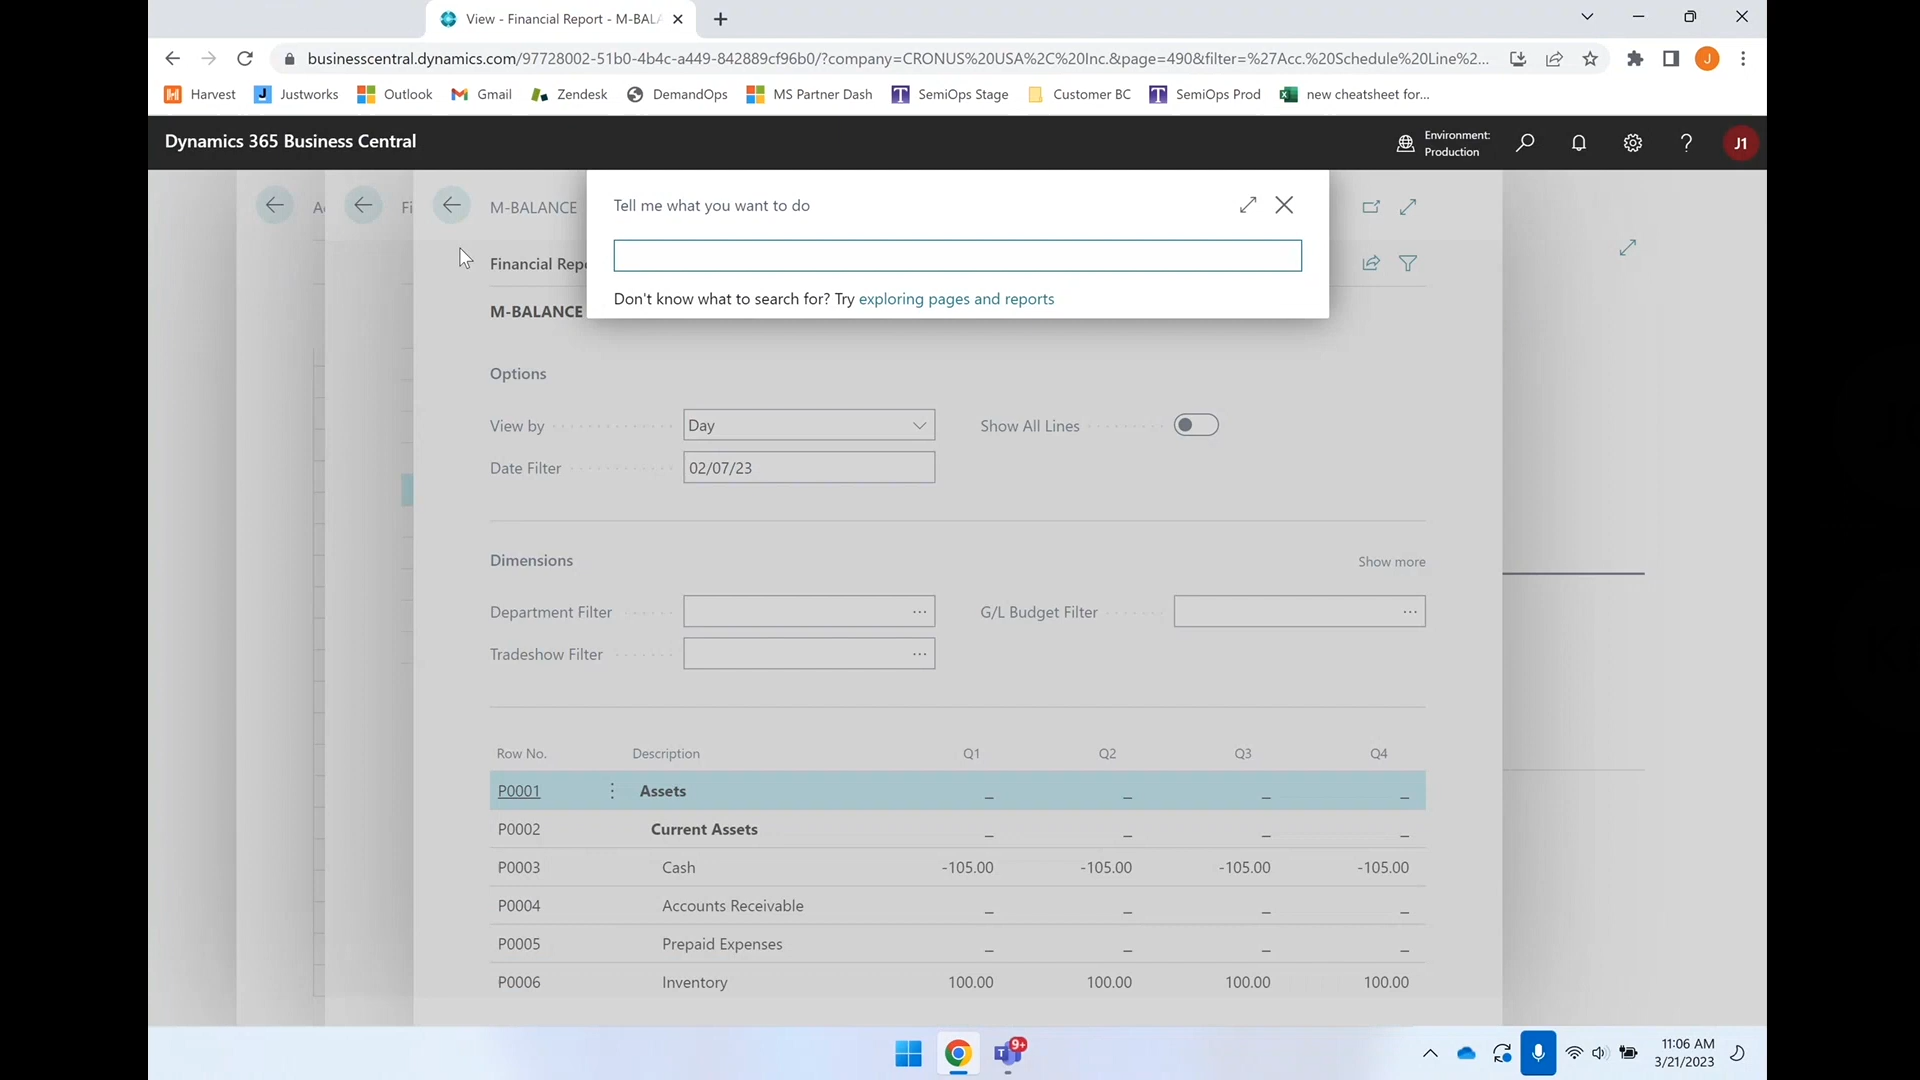 View - Financial Report - M-BALA
businesscentral.dynamics.com/97728002-51b0-4b4c-a449-842889cf96b0/?company=CRONUS%20USA%2C%20Inc.&page=490&filter=%27Acc.%20Schedule%20Line%2...
J
Harvest
Justworks
Outlook
Gmail
Zendesk
DemandOps
MS Partner Dash
SemiOps Stage
Customer BC
SemiOps Prod
new cheatsheet for...
Dynamics 365 Business Central
Environment:
Production
J1
Ac
Fi
M-BALANCE
Tell me what you want to do
Financial Repo
Don't know what to search for? Try exploring pages and reports
M-BALANCE
Options
View by
Day
Show All Lines
Date Filter
02/07/23
Dimensions
Show more
Department Filter
G/L Budget Filter
Tradeshow Filter
Row No. Description Q1 Q2 Q3 Q4
P0001 Assets _ _ _ _
P0002 Current Assets _ _ _ _
P0003 Cash -105.00 -105.00 -105.00 -105.00
P0004 Accounts Receivable _ _ _ _
P0005 Prepaid Expenses _ _ _ _
P0006 Inventory 100.00 100.00 100.00 100.00
9+
T
11:06 AM
3/21/2023